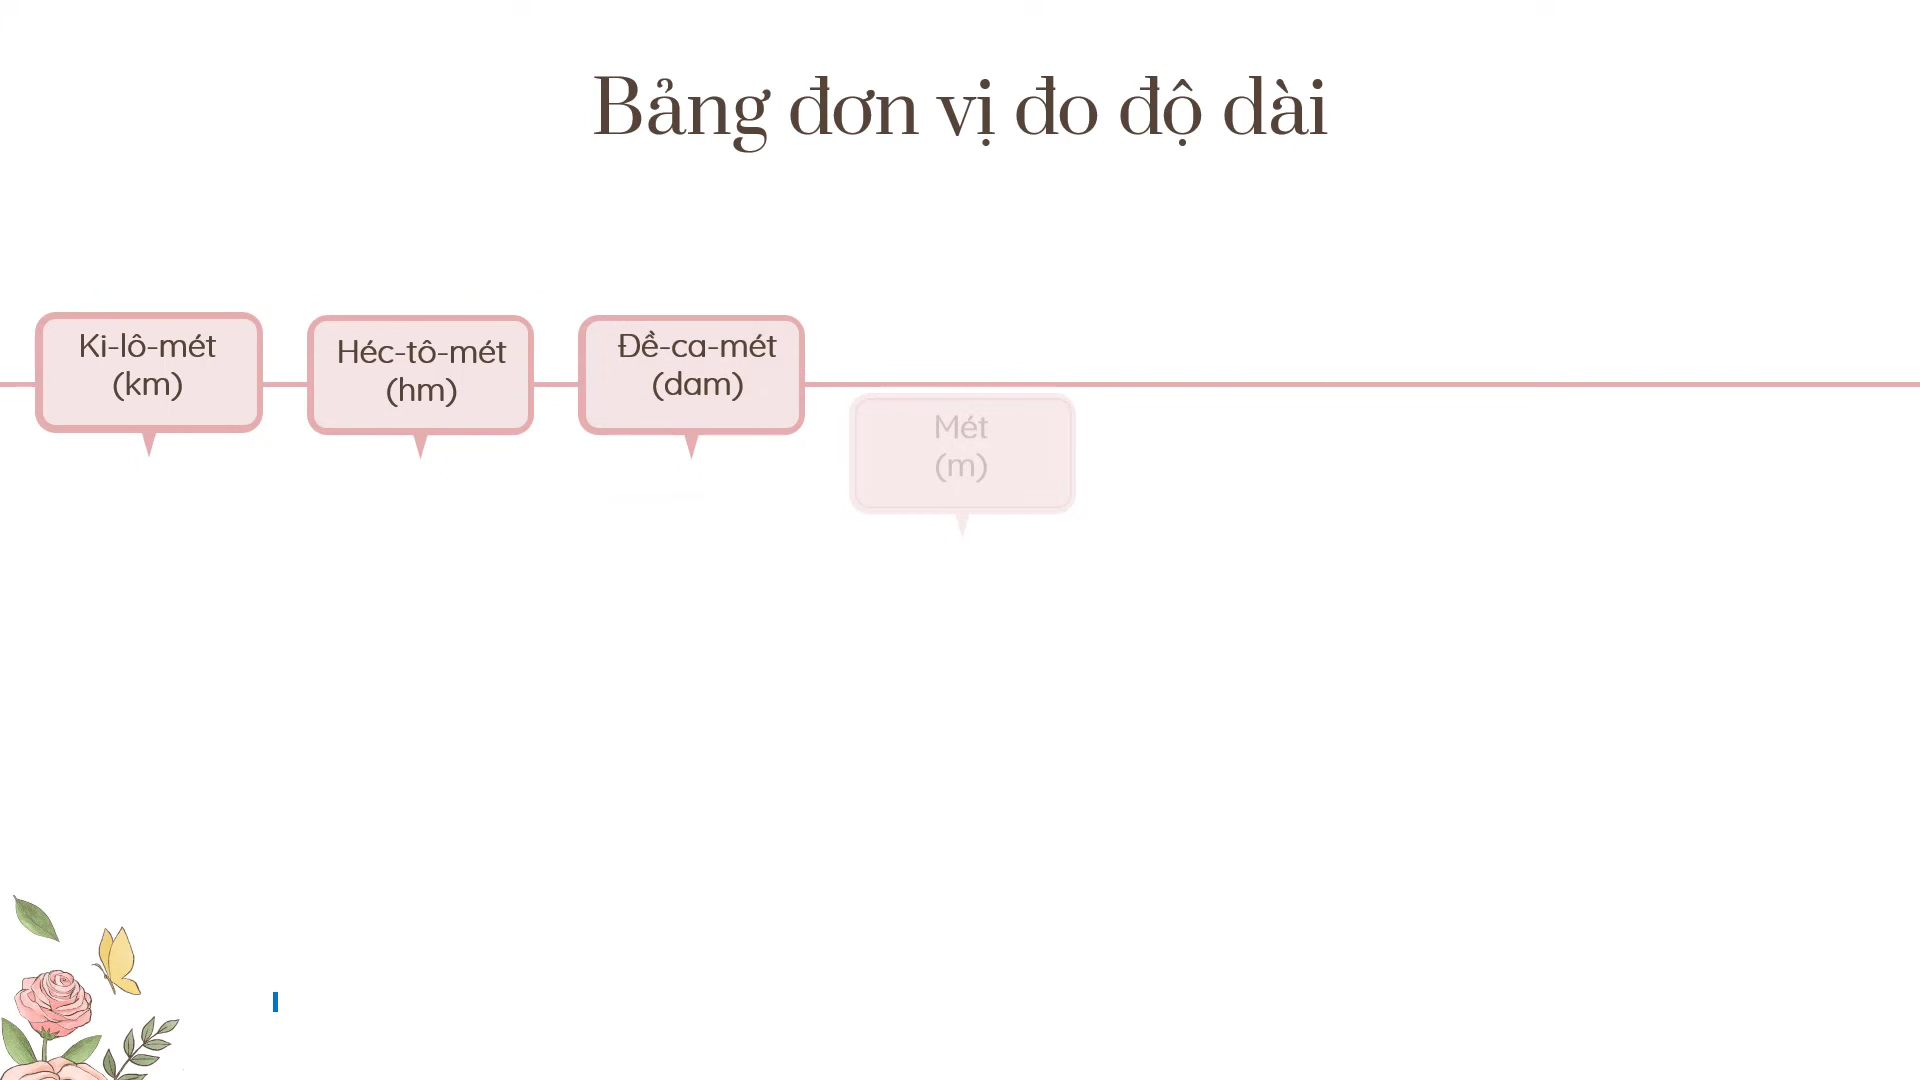 Bảng đơn vị đo độ dài
Ki-lô-mét
(km)
Héc-tô-mét
(hm)
Đề-ca-mét
(dam)
Mét
(m)